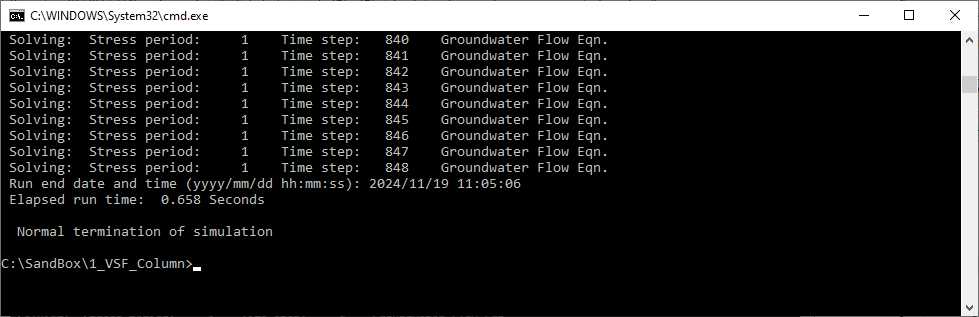 C:\WINDOWS\System32\cmd.exe
Solving:  Stress period:     1    Time step:   840    Groundwater Flow Eqn.
Solving:  Stress period:     1    Time step:   841    Groundwater Flow Eqn.
Solving:  Stress period:     1    Time step:   842    Groundwater Flow Eqn.
Solving:  Stress period:     1    Time step:   843    Groundwater Flow Eqn.
Solving:  Stress period:     1    Time step:   844    Groundwater Flow Eqn.
Solving:  Stress period:     1    Time step:   845    Groundwater Flow Eqn.
Solving:  Stress period:     1    Time step:   846    Groundwater Flow Eqn.
Solving:  Stress period:     1    Time step:   847    Groundwater Flow Eqn.
Solving:  Stress period:     1    Time step:   848    Groundwater Flow Eqn.
Run end date and time (yyyy/mm/dd hh:mm:ss): 2024/11/19 11:05:06
Elapsed run time:  0.658 Seconds
Normal termination of simulation
C:\SandBox\1_VSF_Column>